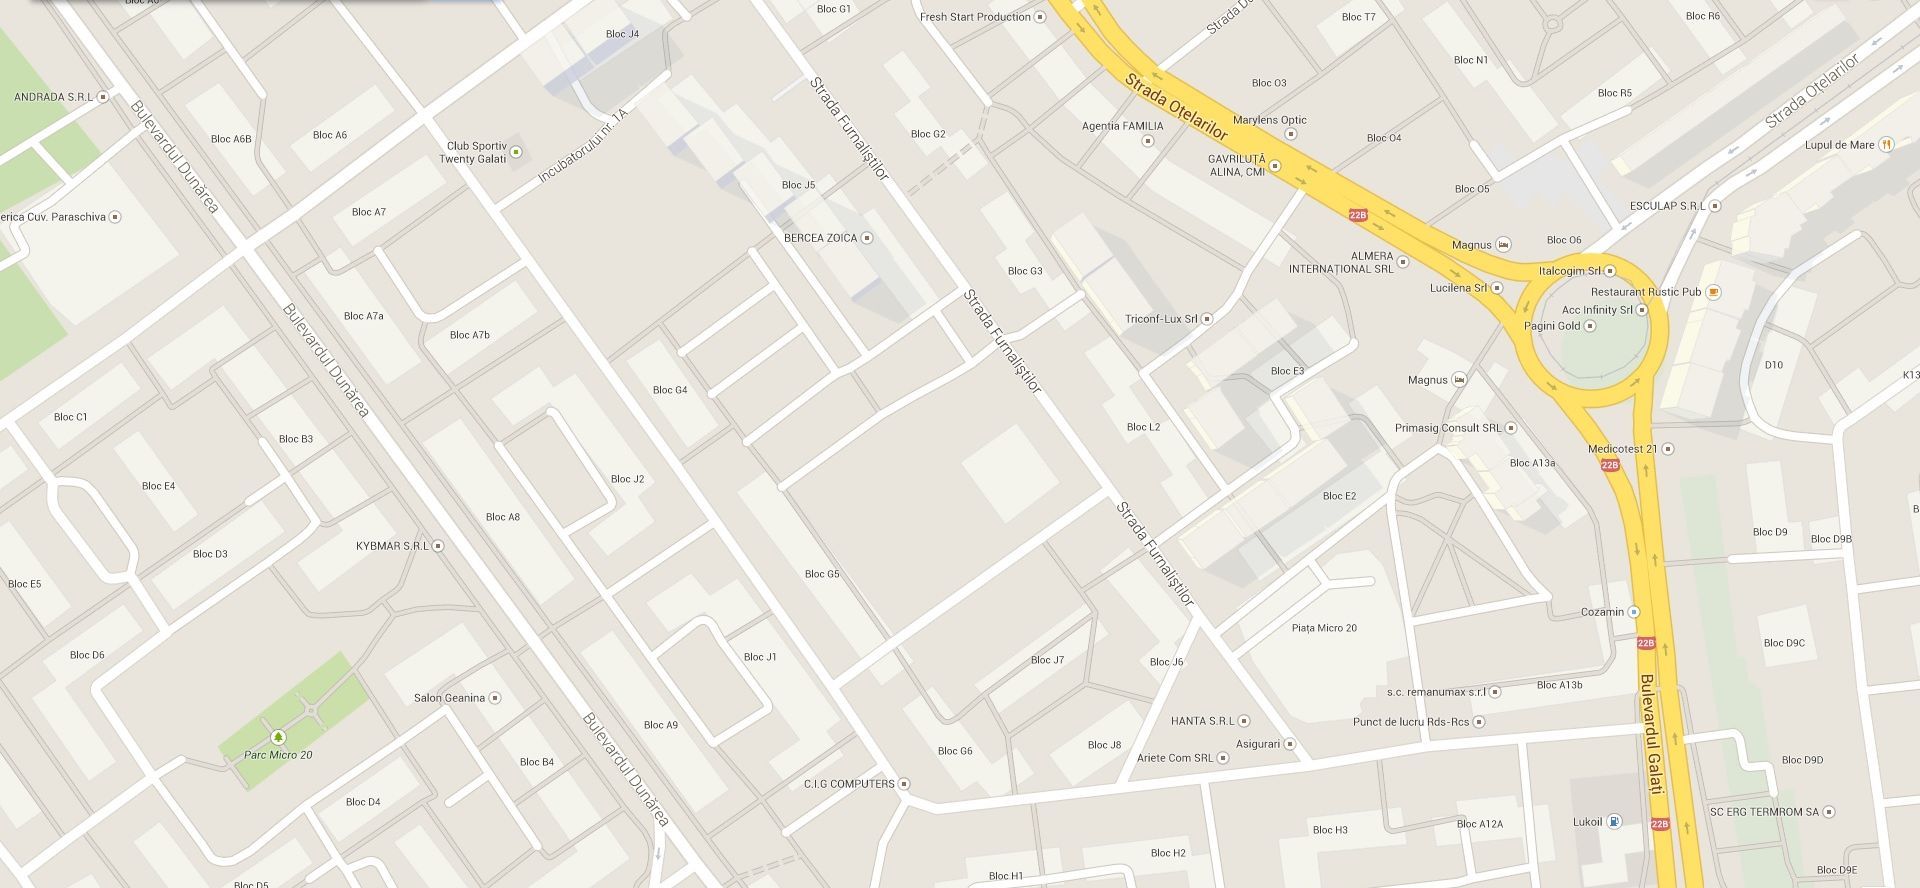 Bloc A6
Bloc G1
Fresh Start Production
Strada Oțelarilor
Bloc T7
Bloc R6
Bloc J4
Bloc N1
Bloc O3
Bloc R5
ANDRADA S.R.L
Bulevardul Dunărea
Bloc A6B
Bloc A6
Club Sportiv
Twenty Galati
Incubatorului nr. 1A
Strada Furnaliștilor
Bloc G2
Agentia FAMILIA
Marylens Optic
Bloc O4
Strada Oțelarilor
Lupul de Mare
GAVRILUȚĂ
ALINA, CMI
Bloc J5
Bloc O5
ESCULAP S.R.L
erica Cuv. Paraschiva
Bloc A7
BERCEA ZOICA
22B
Magnus
Bloc O6
ALMERA
INTERNAȚIONAL SRL
Italcogim Srl
Bloc G3
Lucilena Srl
Restaurant Rustic Pub
Acc Infinity Srl
Pagini Gold
Bulevardul Dunărea
Bloc A7a
Bloc A7b
Strada Furnaliștilor
Triconf-Lux Srl
Bloc E3
Magnus
D10
K13
Bloc G4
Bloc C1
Bloc B3
Bloc L2
Primasig Consult SRL
Medicotest 21
Bloc A13a
22B
Bloc E4
Bloc J2
Bloc E2
Bloc A8
Strada Furnaliștilor
Bloc D9
Bloc D9B
B
KYBMAR S.R.L
Bloc D3
Bloc E5
Bloc G5
Cozamin
Piața Micro 20
22B
Bloc D9C
Bloc D6
Bloc J1
Bloc J7
Bloc J6
Bloc A13b
s.c. remanumax s.r.l
Salon Geanina
Bulevardul Dunărea
Bloc A9
HANTA S.R.L
Punct de lucru Rds-Rcs
Bulevardul Galați
Parc Micro 20
Bloc G6
Bloc J8
Asigurari
Ariete Com SRL
Bloc B4
Bloc D9D
C.I.G COMPUTERS
Bloc D4
SC ERG TERMROM SA
Lukoil
22B
Bloc A12A
Bloc H3
Bloc H2
Bloc H1
Bloc D9E
Bloc D5